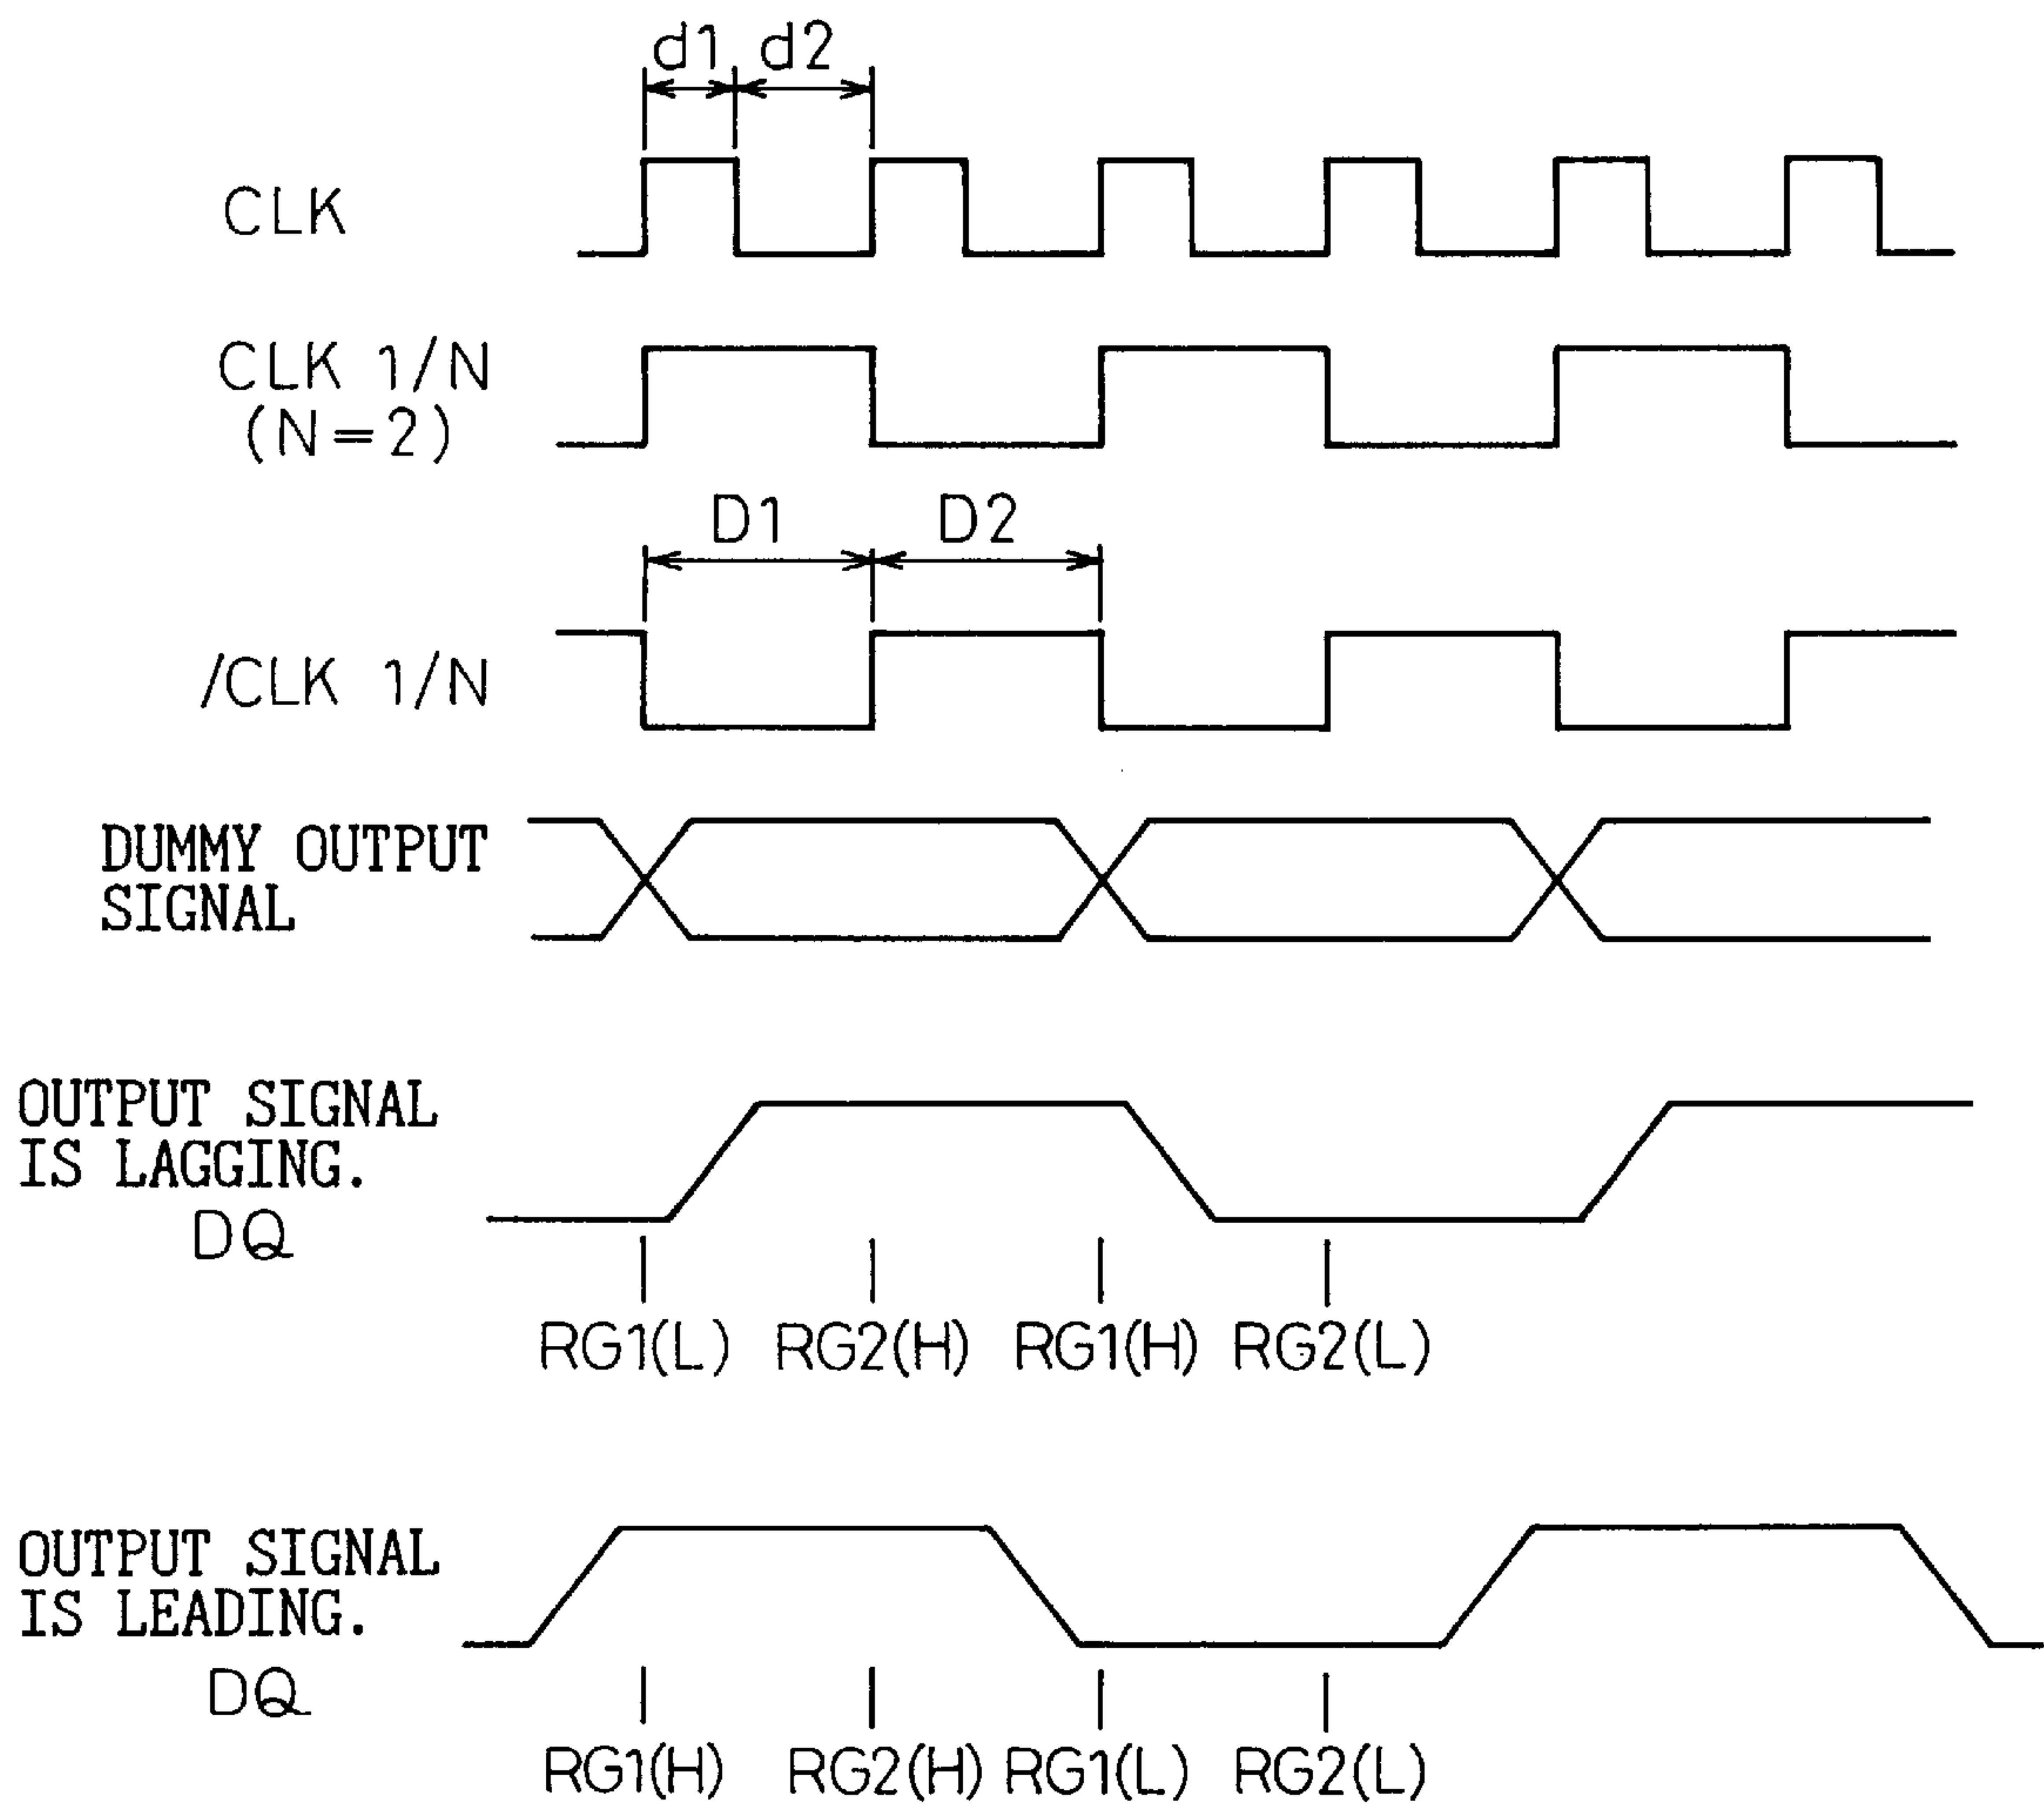 d1 d2
CLK
CLK 1/N
(N=2)
D1 D2
/CLK 1/N
DUMMY OUTPUT
SIGNAL
OUTPUT SIGNAL
IS LAGGING.
DQ
RG1(L) RG2(H) RG1(H) RG2(L)
OUTPUT SIGNAL
IS LEADING.
DQ
RG1(H) RG2(H) RG1(L) RG2(L)